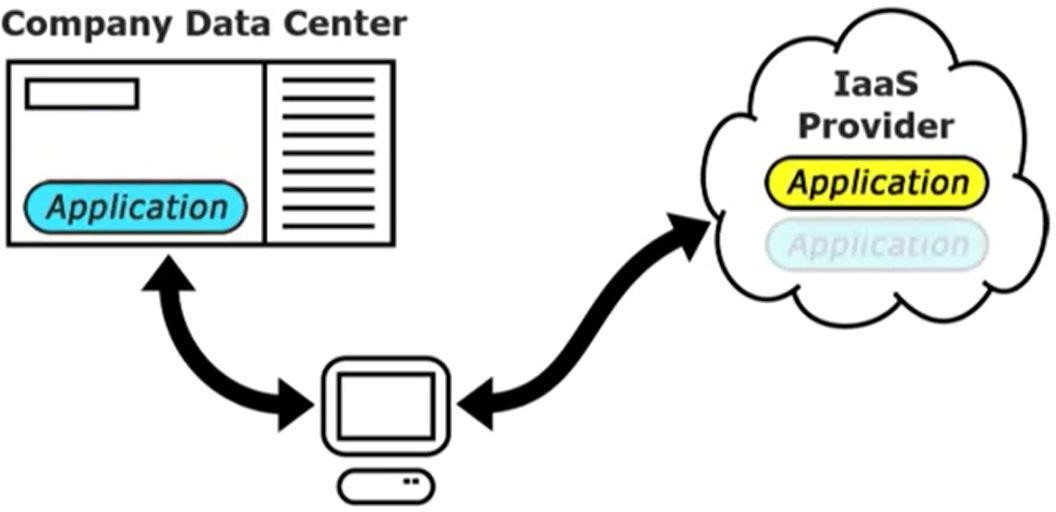 Company Data Center
Application
IaaS
Provider
Application
Application